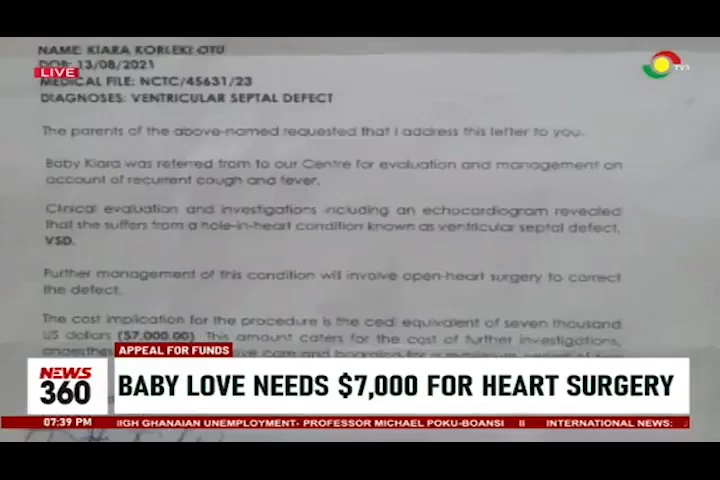 NAME: KIARA KORLEKI OTU
DOB: 13/08/2021
LIVE
MEDICAL FILE: NCTC/45631/23
DIAGNOSES: VENTRICULAR SEPTAL DEFECT
The parents of the above-named requested that I address this letter to you.
Baby Kiara was referred from to our Centre for evaluation and management on
account of recurrent cough and fever.
Clinical evaluation and investigations including an echocardiogram revealed
that she suffers from a hole-in-heart condition known as ventricular septal defect,
VSD.
Further management of this condition will involve open-heart surgery to correct
the defect.
The cost implication for the procedure is the cedi equivalent of seven thousand
US dollars ($7,000.00). This amount caters for the cost of further investigations,
APPEAL FOR FUNDS
NEWS
360
BABY LOVE NEEDS $7,000 FOR HEART SURGERY
07:39 PM
IIGH GHANAIAN UNEMPLOYMENT- PROFESSOR MICHAEL POKU-BOANSI II INTERNATIONAL NEWS: